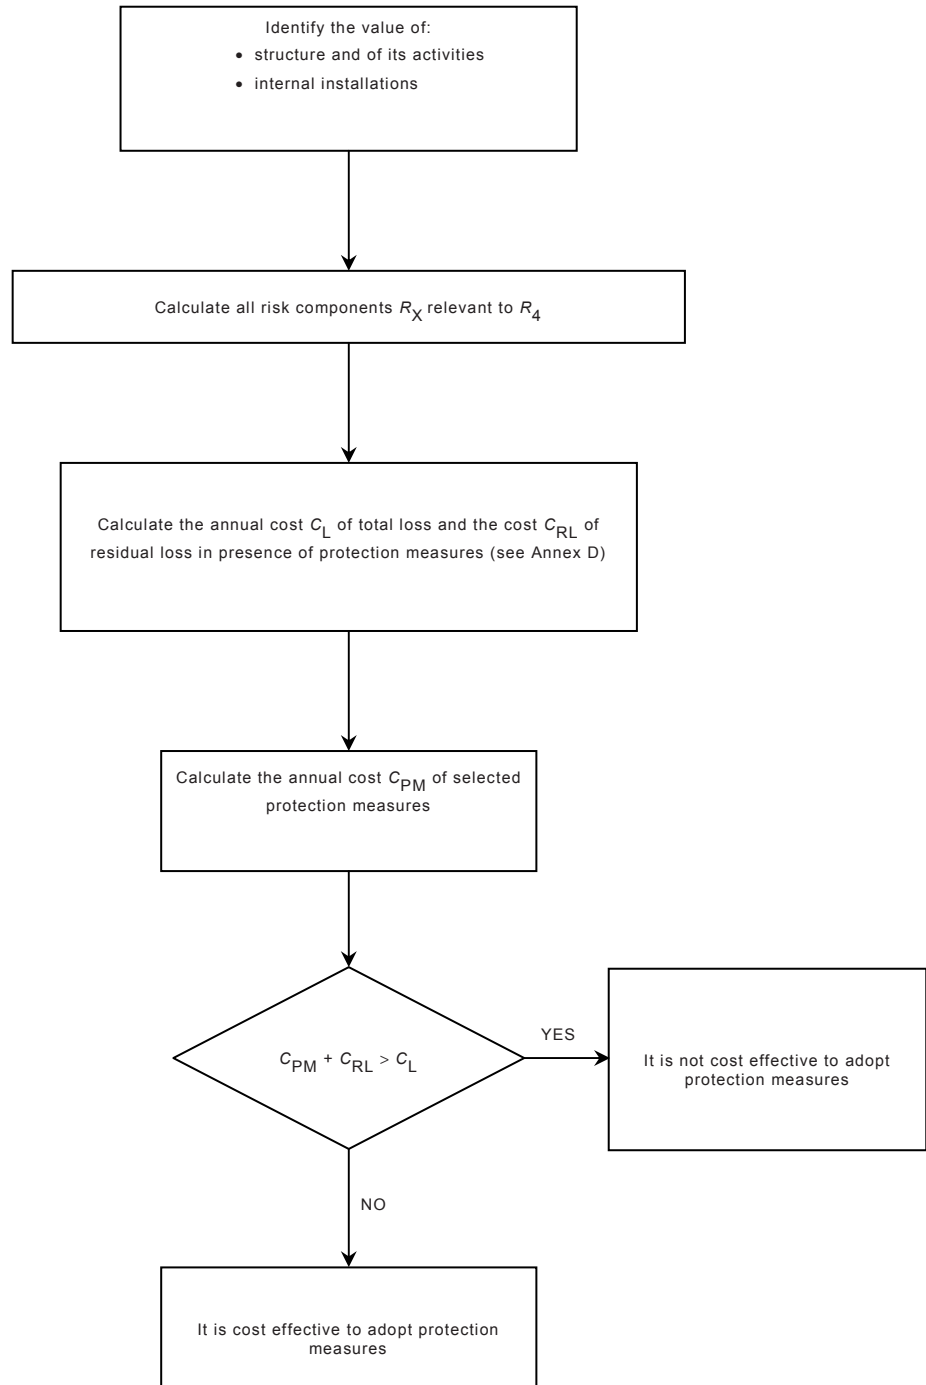 Identify the value of:
• structure and of its activities
• internal installations
Calculate all risk components RX relevant to R4
Calculate the annual cost CL of total loss and the cost CRL of
residual loss in presence of protection measures (see Annex D)
Calculate the annual cost CPM of selected
protection measures
CPM + CRL > CL
YES
It is not cost effective to adopt
protection measures
NO
It is cost effective to adopt protection
measures